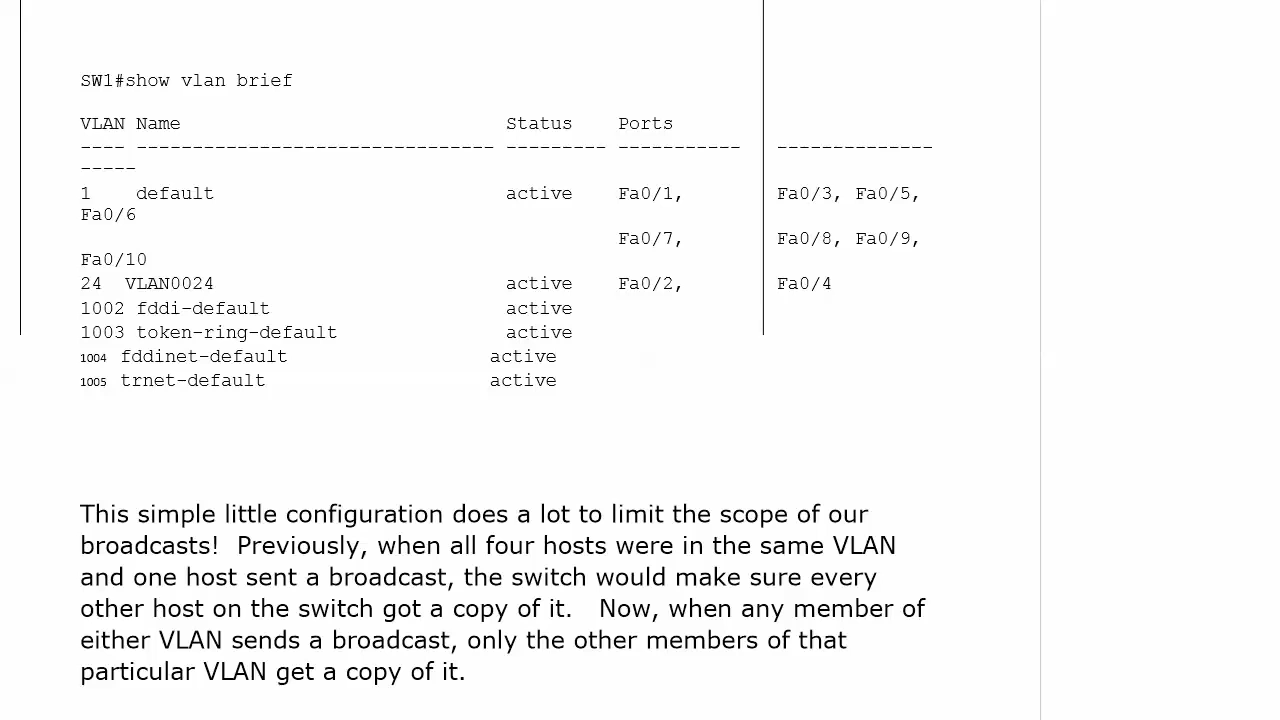 SW1#show vlan brief
VLAN Name Status Ports
---- -------------------------------- --------- ----------- --------------
-----
1 default active Fa0/1, Fa0/3, Fa0/5,
Fa0/6
Fa0/7, Fa0/8, Fa0/9,
Fa0/10
24 VLAN0024 active Fa0/2, Fa0/4
1002 fddi-default active
1003 token-ring-default active
1004 fddinet-default active
1005 trnet-default active
This simple little configuration does a lot to limit the scope of our
broadcasts! Previously, when all four hosts were in the same VLAN
and one host sent a broadcast, the switch would make sure every
other host on the switch got a copy of it. Now, when any member of
either VLAN sends a broadcast, only the other members of that
particular VLAN get a copy of it.